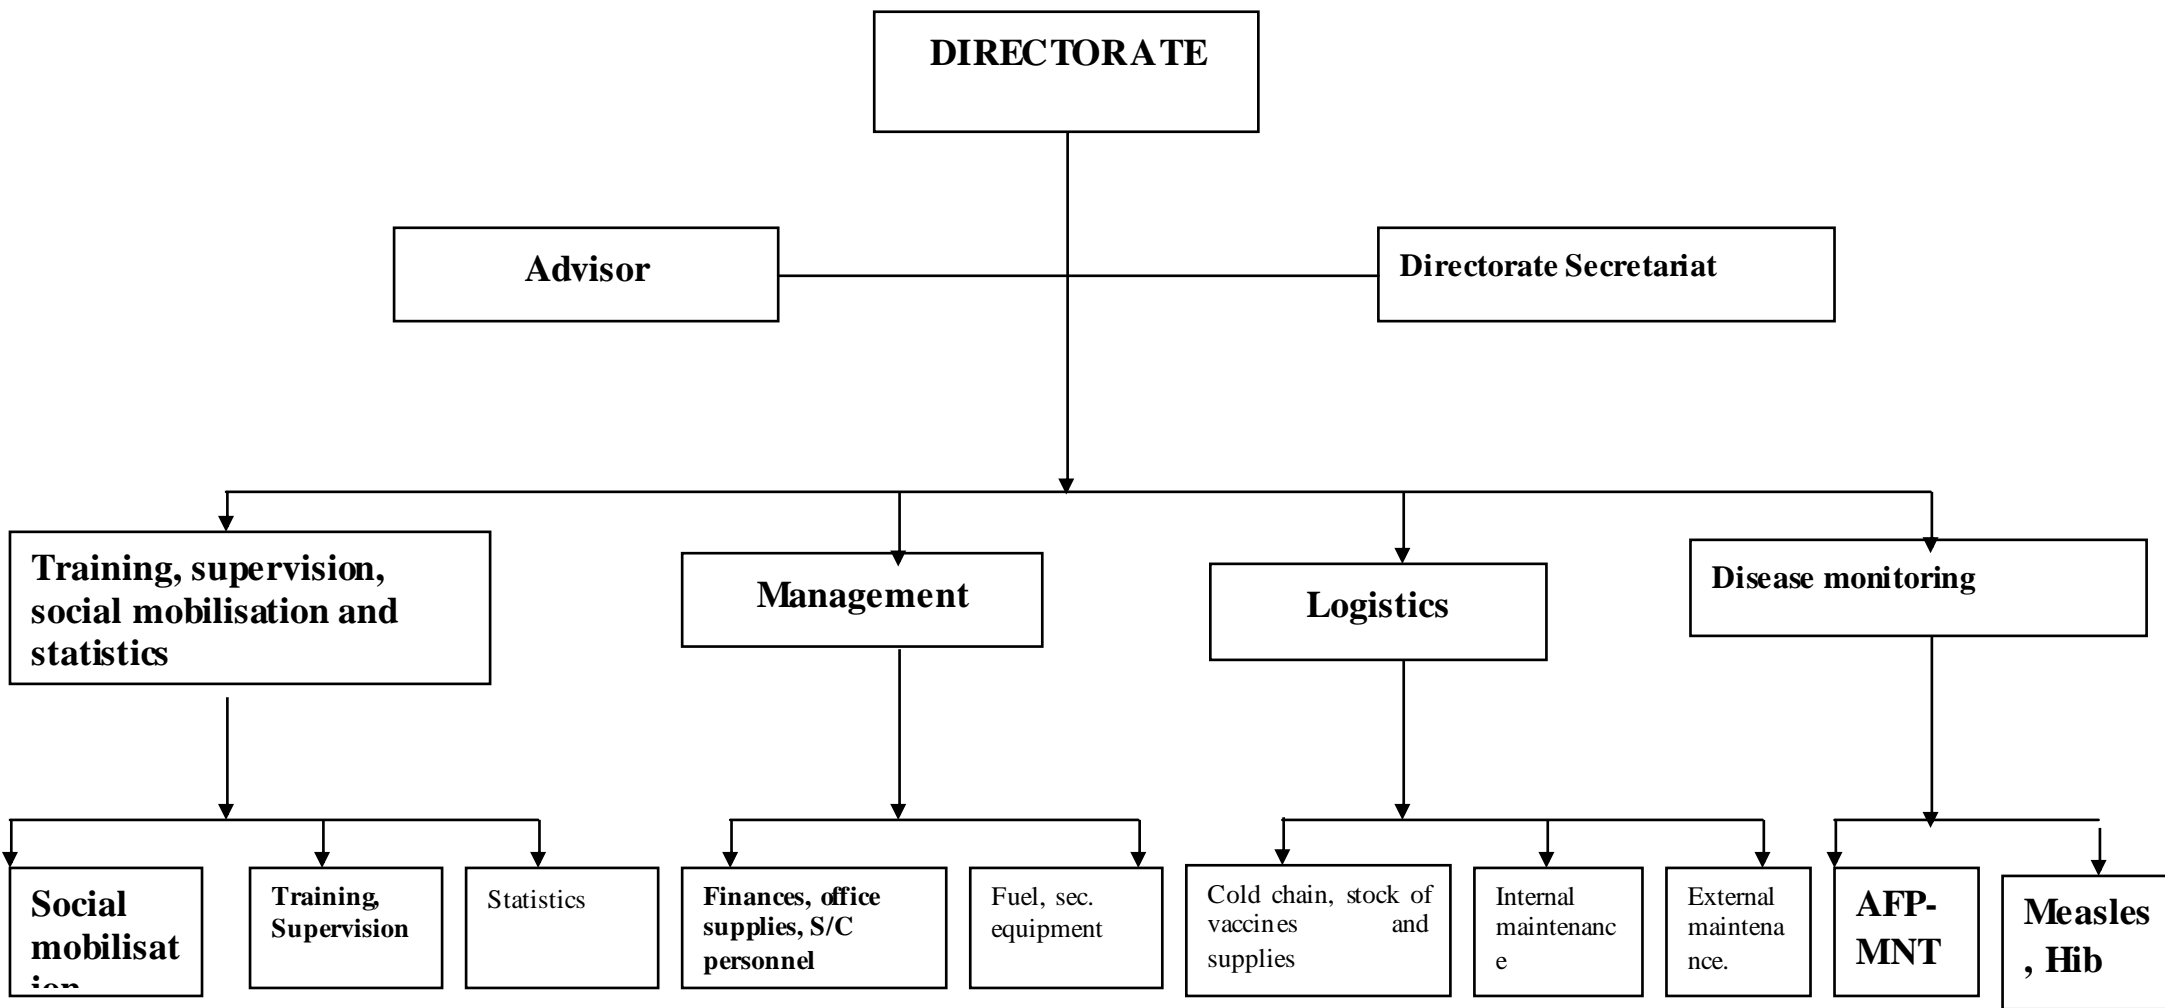 DIRECTORATE
Advisor
Directorate Secretariat
Training, supervision,
social mobilisation and
statistics
Management
Logistics
Disease monitoring
Social
mobilisat
ion
Training,
Supervision
Statistics
Finances, office
supplies, S/C
personnel
Fuel, sec.
equipment
Cold chain, stock of
vaccines and
supplies
Internal
maintenanc
e
External
maintena
nce.
AFP-
MNT
Measles
, Hib